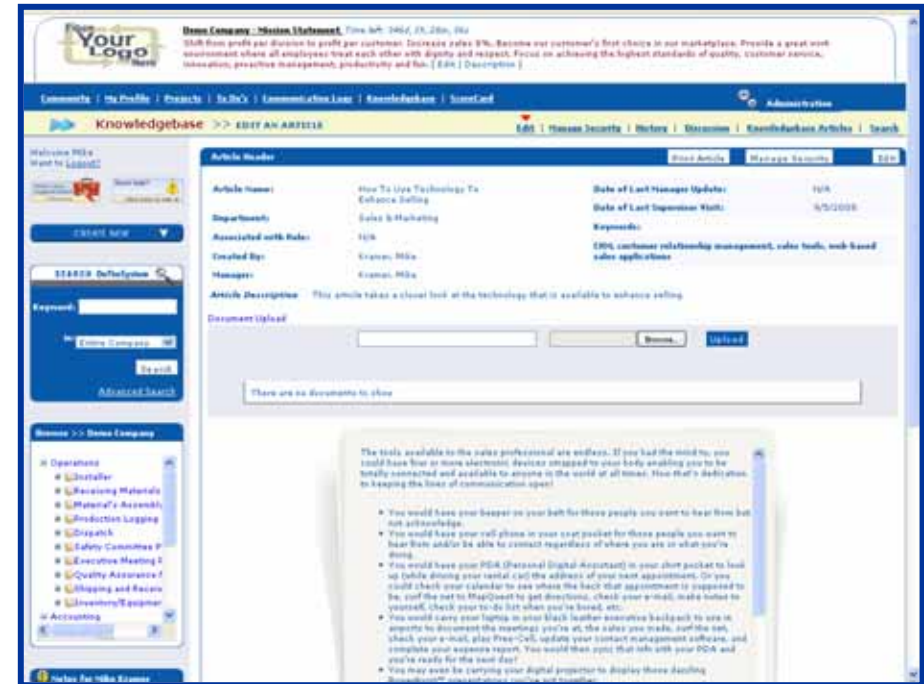 Your
Logo
Here
Demo Company : Mission Statement
Shift from profit per division to profit per customer. Increase sales 8%. Become our customer's first choice in our marketplace. Provide a great work
environment where all employees treat each other with dignity and respect. Focus on achieving the highest standards of quality, customer service,
innovation, proactive management, productivity and fun. [ Edit | Description ]
Community | My Profile | Projects | To Do's | Communication Logs | Knowledgebase | ScoreCard
Administration
Knowledgebase >> EDIT AN ARTICLE
Edit | Manage Security | History | Discussion | Knowledgebase Articles | Search
Welcome Mike
Want to Logout?
CREATE NEW
SEARCH
Keyword:
In: Entire Company
Search
Advanced Search
Browse >> Demo Company
Operations
Installer
Receiving Materials
Material's Assembly
Production Logging
Dispatch
Safety Committee
Executive Meeting
Quality Assurance
Shipping and
Inventory/
Accounting
Notes for Mike Kramer
Article Header
Print Article
Manage Security
Edit
Article Name: How To Use Technology To
Enhance Selling
Department: Sales & Marketing
Associated with Role: N/A
Created By: Kramer, Mike
Manager: Kramer, Mike
Date of Last Manager Update: N/A
Date of Last Supervisor Visit:
Keywords:
CRM, customer relationship management, sales tools, web based
sales applications
Article Description This article takes a closer look at the technology that is available to enhance selling
Document Upload
Browse...
Upload
There are no documents to show
The tools available to the sales professional are endless. If you had the mind to, you
could have four or more electronic devices strapped to your body enabling you to be
totally connected and available to anyone in the world at all times. Now that's dedication
to keeping the lines of communication open!
You would have your beeper on your belt for those people you want to hear from but
not acknowledge.
You would have your cell phone in your coat pocket for those people you want to
hear from and/or be able to contact regardless of where you are or what you're
doing.
You would have your PDA (Personal Digital Assistant) in your shirt pocket to look
up (while driving your rental car) the address of your next appointment. Or you
could check your calendar to see where the heck that appointment is supposed to
be, surf the net to MapQuest to get directions, check your e-mail, make notes to
yourself, check your to-do list when you're bored, etc.
You would carry your laptop in your black leather executive backpack to use in
airports to document the meetings you're at, the sales you made, surf the net,
check your e-mail, play Free-Cell, update your contact management software, and
complete your expense report. You would then sync that info with your PDA and
you're ready for the next day!
You may even be carrying your digital projector to display those dazzling
PowerPoint™ presentations you've put together.